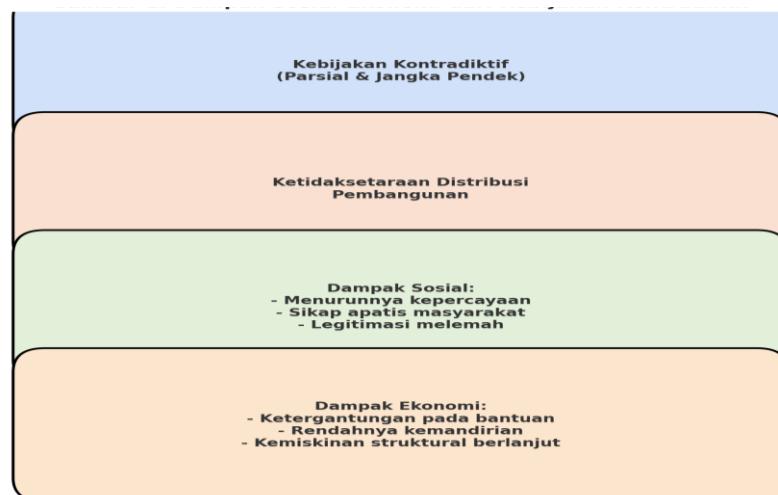 Kebijakan Kontradiktif
(Parsial & Jangka Pendek)
Ketidaksetaraan Distribusi
Pembangunan
Dampak Sosial:
- Menurunnya kepercayaan
- Sikap apatis masyarakat
- Legitimasi melemah
Dampak Ekonomi:
- Ketergantungan pada bantuan
- Rendahnya kemandirian
- Kemiskinan struktural berlanjut